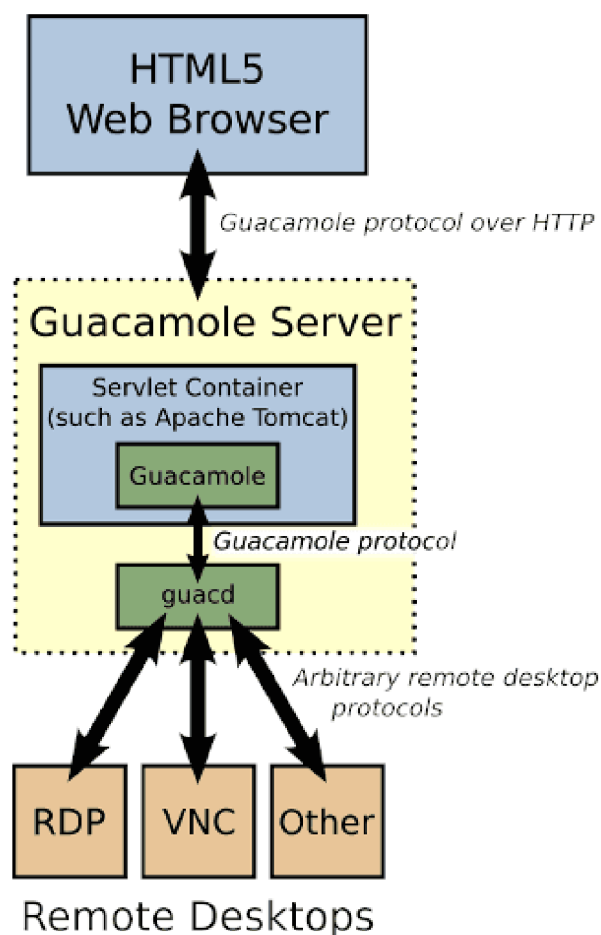 HTML5
Web Browser
Guacamole protocol over HTTP
Guacamole Server
Servlet Container
(such as Apache Tomcat)
Guacamole
Guacamole protocol
guacd
Arbitrary remote desktop
protocols
RDP
VNC
Other
Remote Desktops